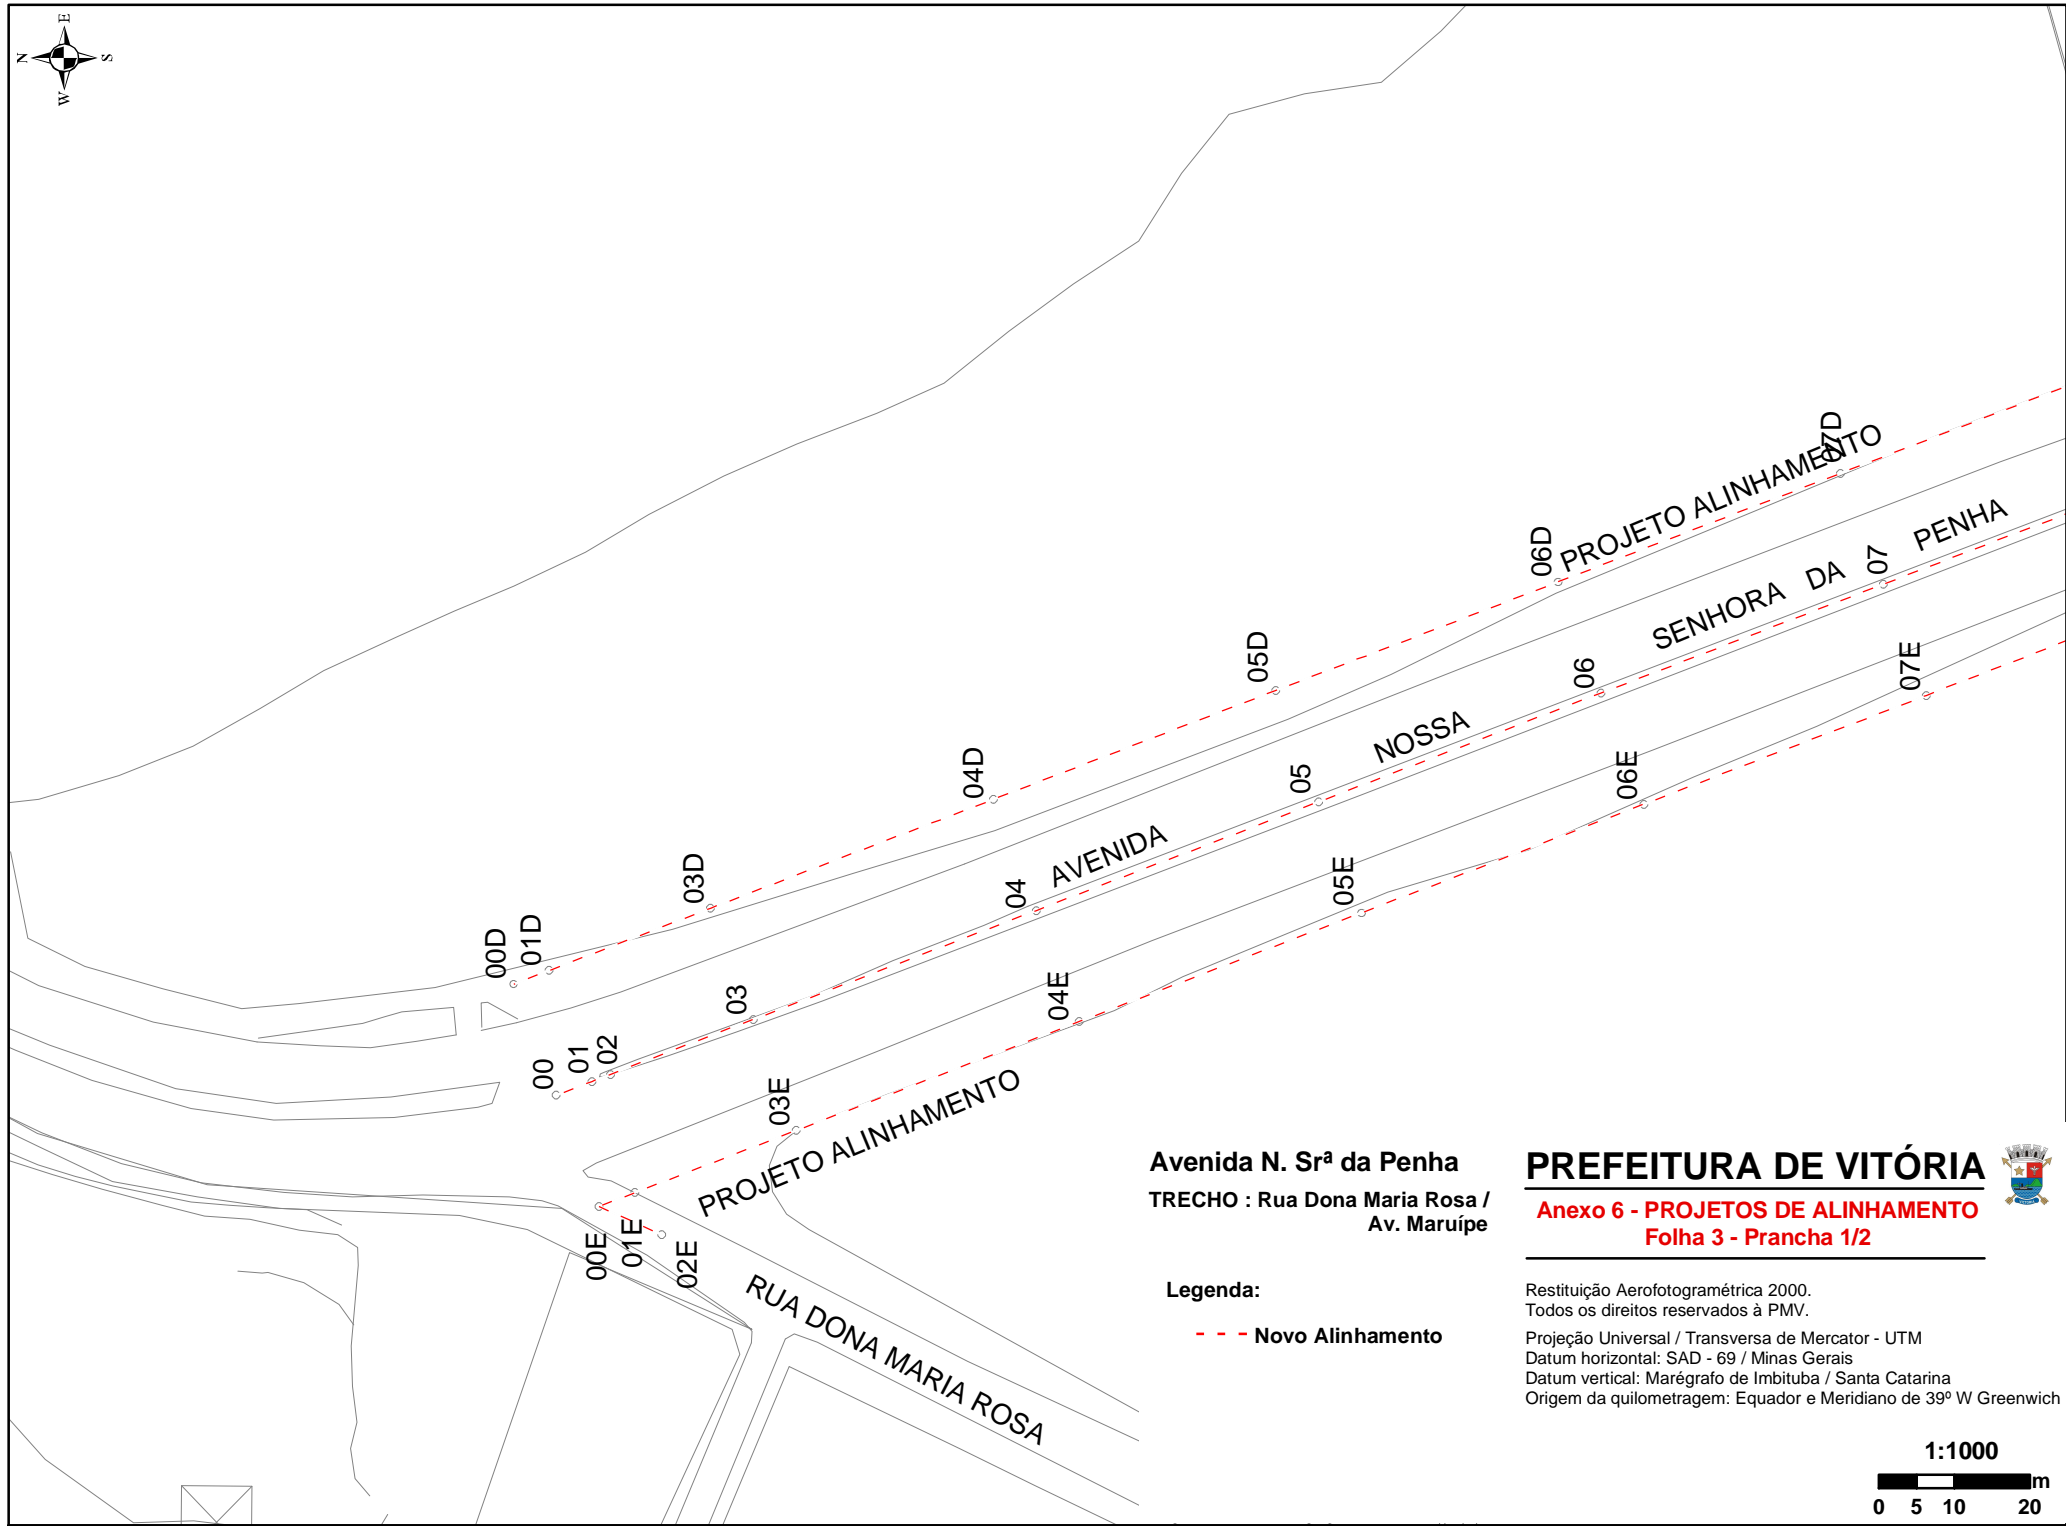 E
N
S
W
07D
PROJETO ALINHAMENTO
06D
PENHA
07
DA
SENHORA
05D
06
07E
NOSSA
04D
05
06E
AVENIDA
03D
04
05E
00D
01D
03
04E
00
01
02
03E
PROJETO ALINHAMENTO
00E
01E
02E
RUA DONA MARIA ROSA
Avenida N. Srª da Penha
TRECHO : Rua Dona Maria Rosa /
Av. Maruípe
Legenda:
- - - Novo Alinhamento
PREFEITURA DE VITÓRIA
Anexo 6 - PROJETOS DE ALINHAMENTO
Folha 3 - Prancha 1/2
Restituição Aerofotogramétrica 2000.
Todos os direitos reservados à PMV.
Projeção Universal / Transversa de Mercator - UTM
Datum horizontal: SAD - 69 / Minas Gerais
Datum vertical: Marégrafo de Imbituba / Santa Catarina
Origem da quilometragem: Equador e Meridiano de 39º W Greenwich
1:1000
m
0 5 10 20